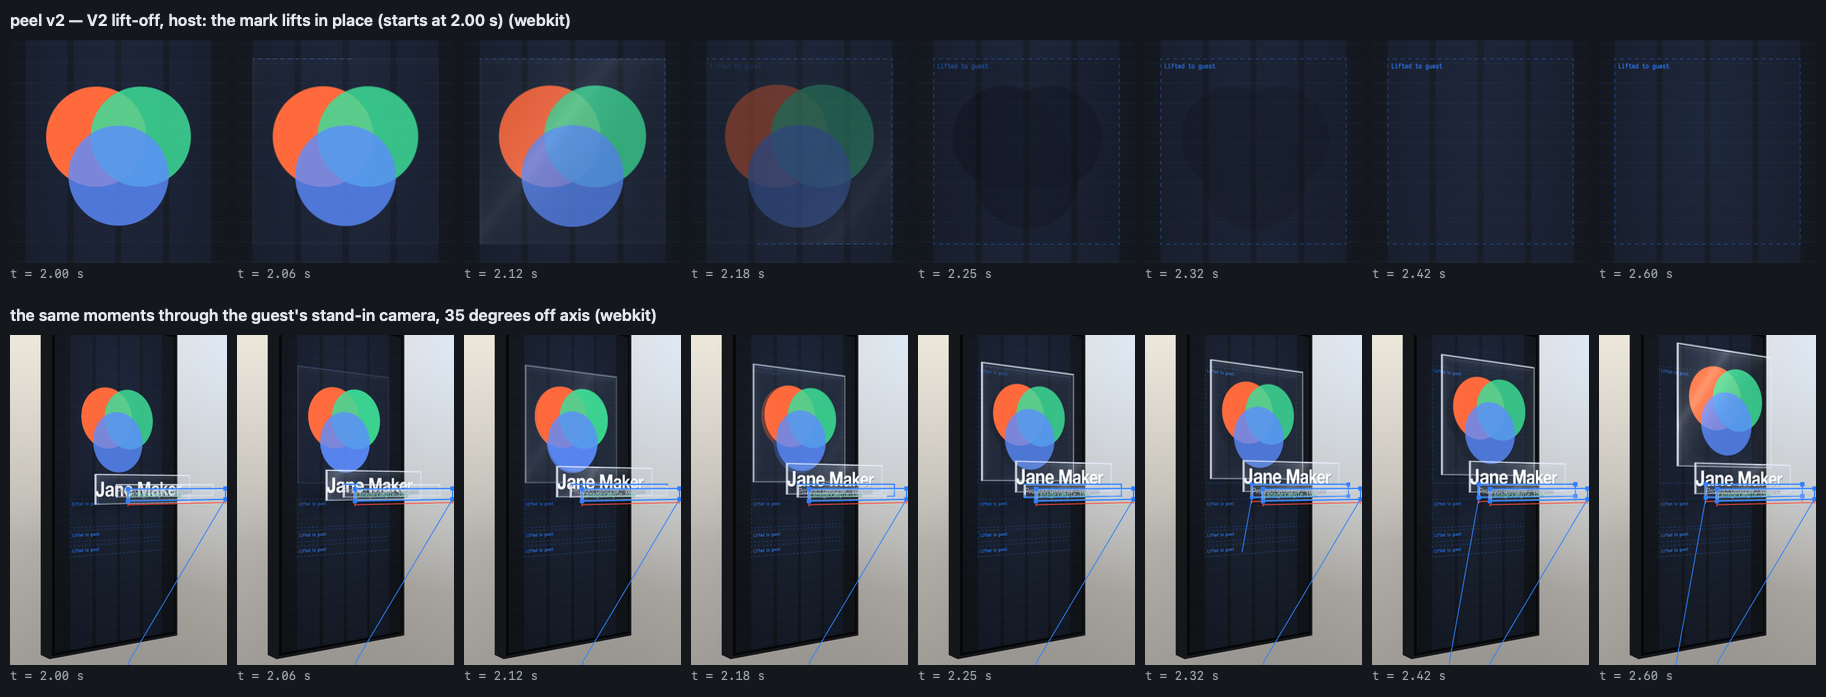 peel v2 — V2 lift-off, host: the mark lifts in place (starts at 2.00 s) (webkit)
Lifted to guest
Lifted to guest
Lifted to guest
Lifted to guest
t = 2.00 s
t = 2.06 s
t = 2.12 s
t = 2.18 s
t = 2.25 s
t = 2.32 s
t = 2.42 s
t = 2.60 s
the same moments through the guest's stand-in camera, 35 degrees off axis (webkit)
Jane Maker
Jane Maker
Jane Maker
Jane Maker
Jane Maker
Jane Maker
Jane Maker
Jane Maker
t = 2.00 s
t = 2.06 s
t = 2.12 s
t = 2.18 s
t = 2.25 s
t = 2.32 s
t = 2.42 s
t = 2.60 s